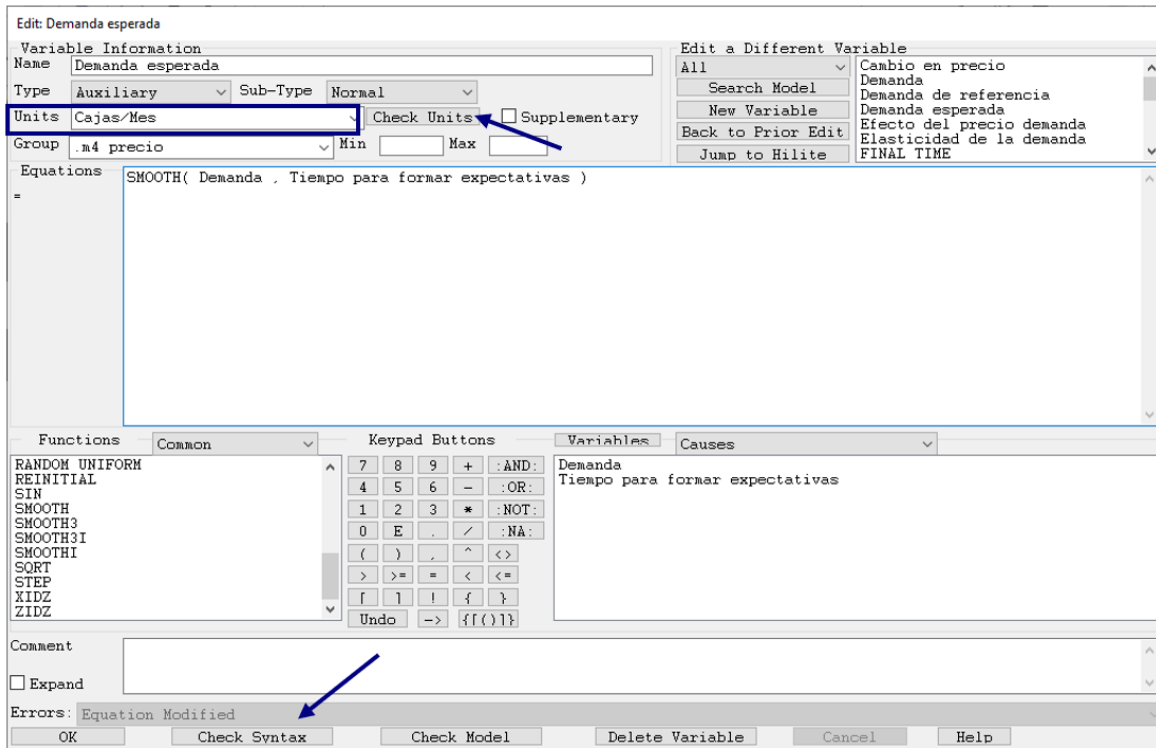 Edit: Demanda esperada
Variable Information
Name Demanda esperada
Type Auxiliary Sub-Type Normal
Units Cajas/Mes Check Units Supplementary
Group .m4 precio Min Max
Edit a Different Variable
All
Search Model
New Variable
Back to Prior Edit
Jump to Hilite
Cambio en precio
Demanda
Demanda de referencia
Demanda esperada
Efecto del precio demanda
Elasticidad de la demanda
FINAL TIME
Equations
=
SMOOTH( Demanda , Tiempo para formar expectativas )
Functions Common
RANDOM UNIFORM
REINITIAL
SIN
SMOOTH
SMOOTH3
SMOOTH3I
SMOOTHI
SQRT
STEP
XIDZ
ZIDZ
Keypad Buttons
7 8 9 + :AND:
4 5 6 - :OR:
1 2 3 * :NOT:
0 E . / :NA:
( ) , ^ <>
> >= = < <=
[ ] ! { }
Undo -> {[()]}
Variables Causes
Demanda
Tiempo para formar expectativas
Comment
Expand
Errors: Equation Modified
OK Check Syntax Check Model Delete Variable Cancel Help